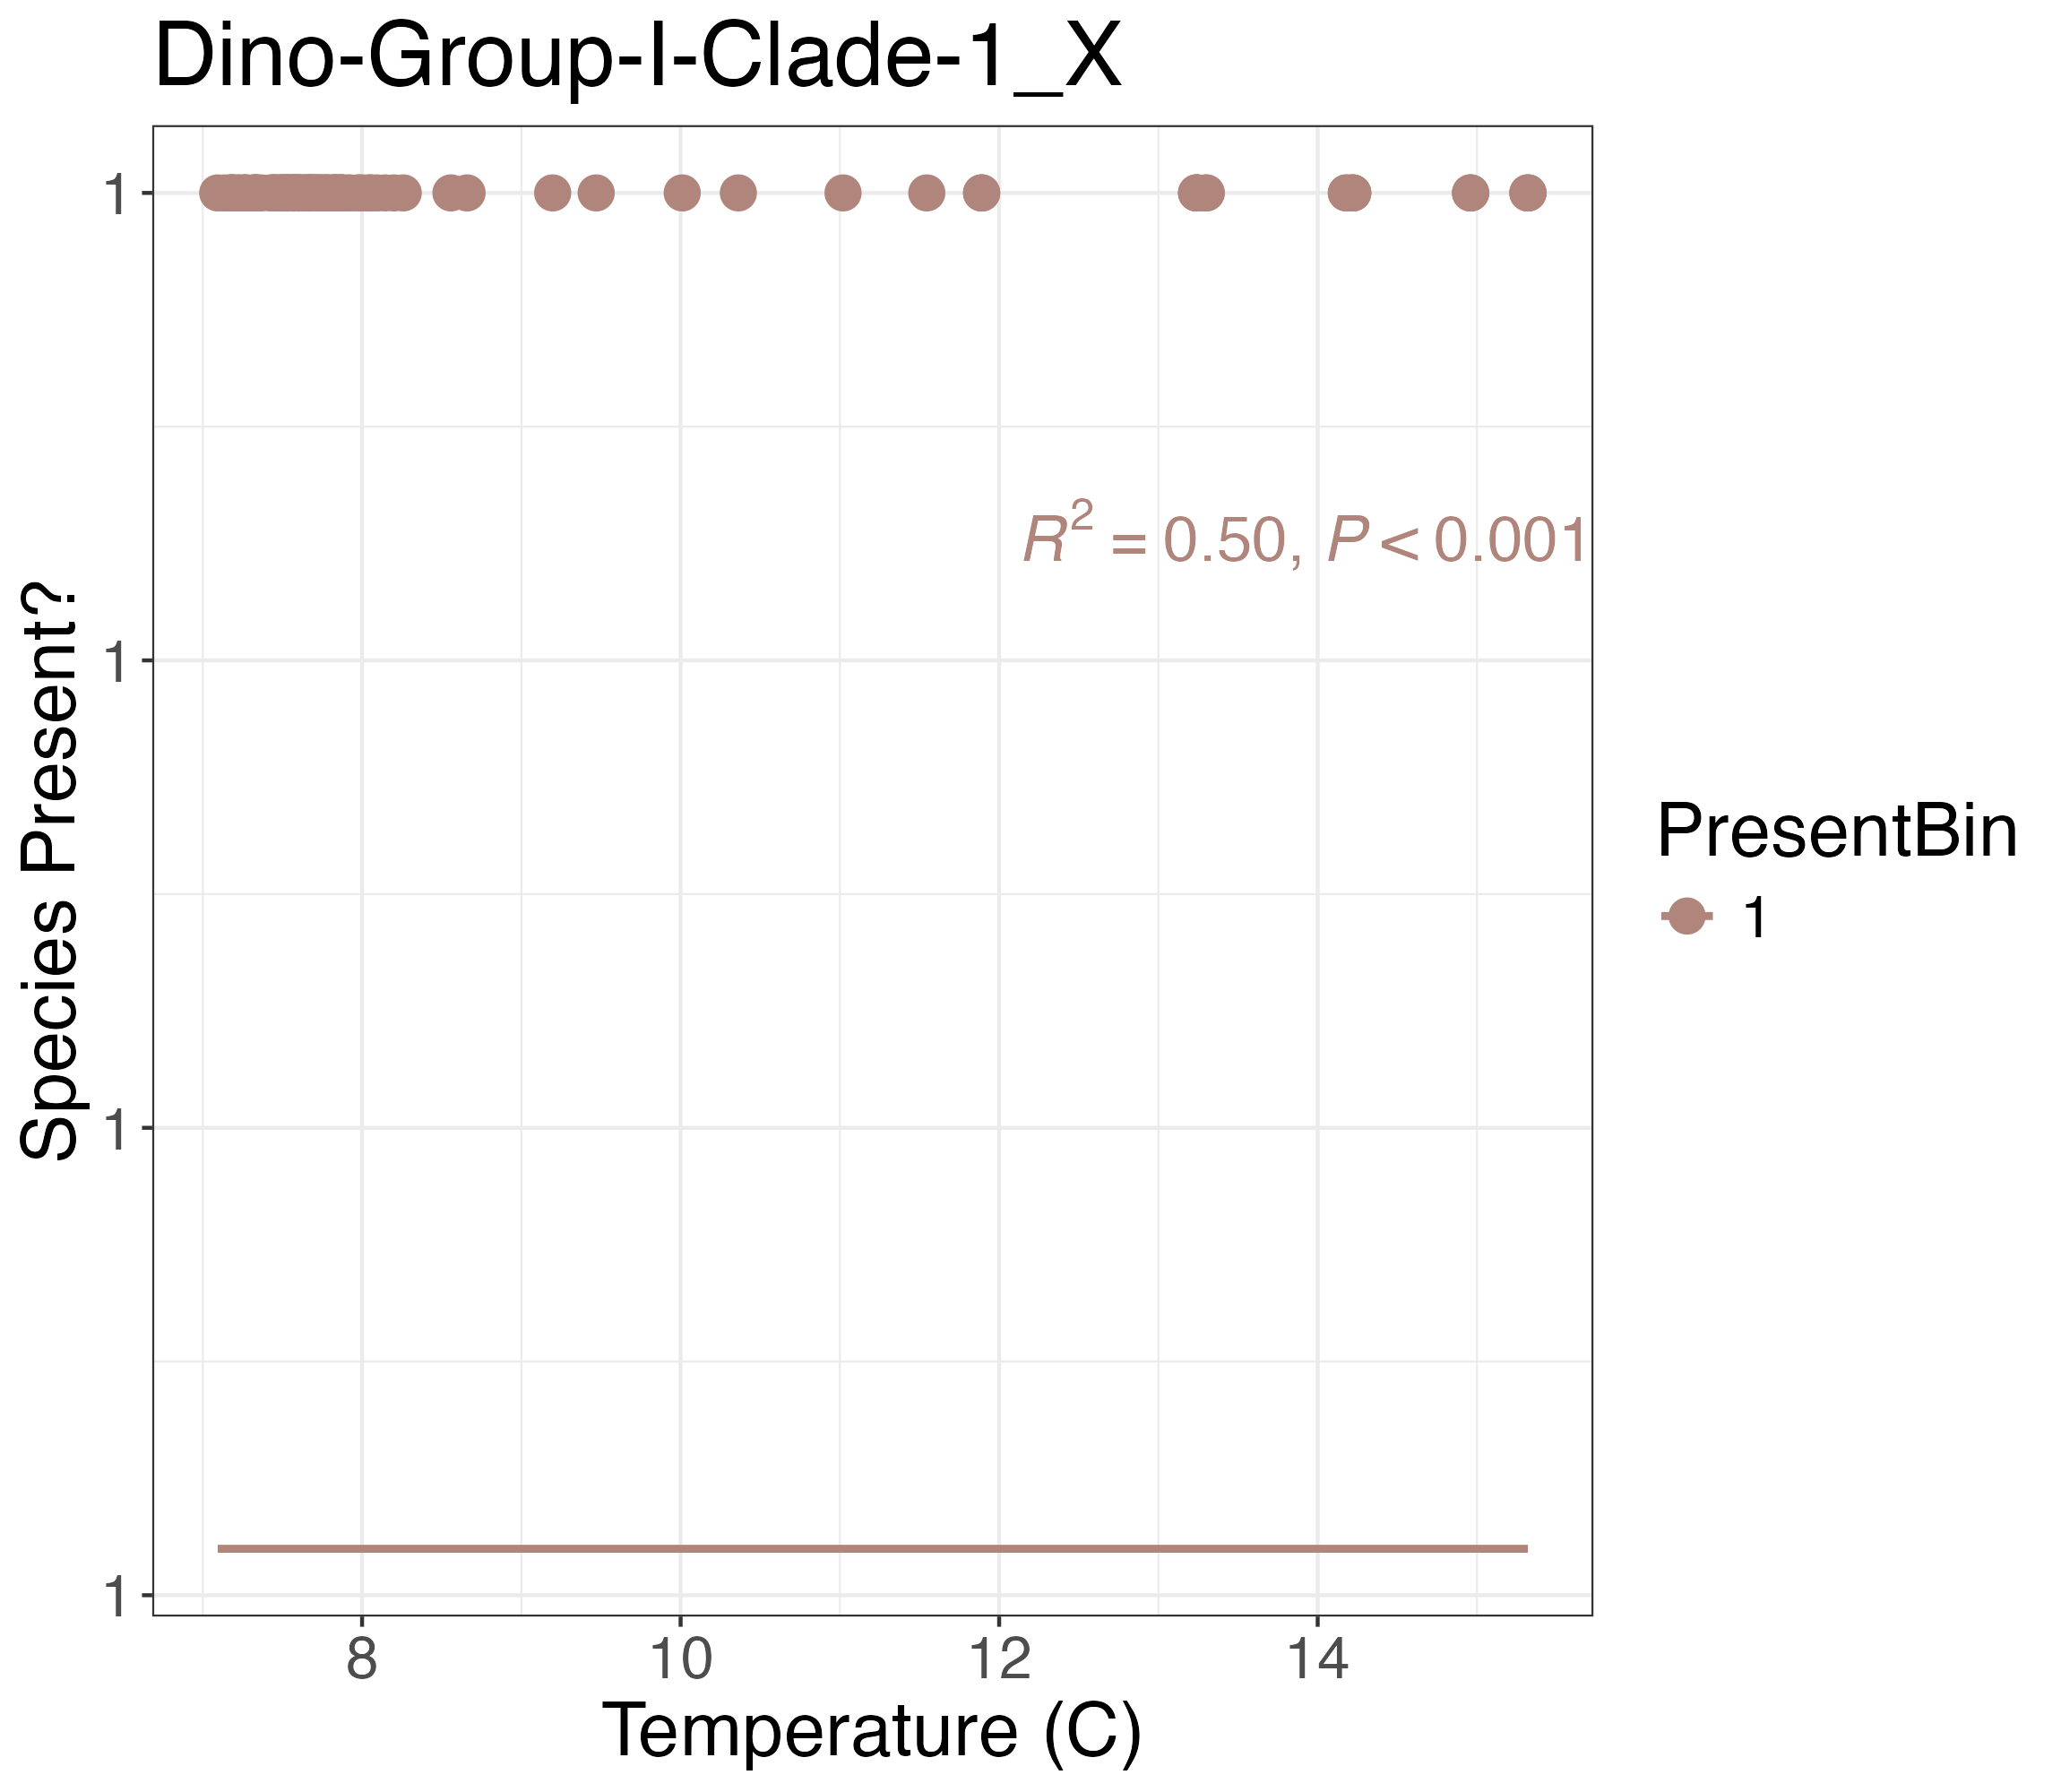 Dino-Group-I-Clade-1_X
1
R² = 0.50, P < 0.001
1
Species Present?
PresentBin
1
1
1
8 10 12 14
Temperature (C)